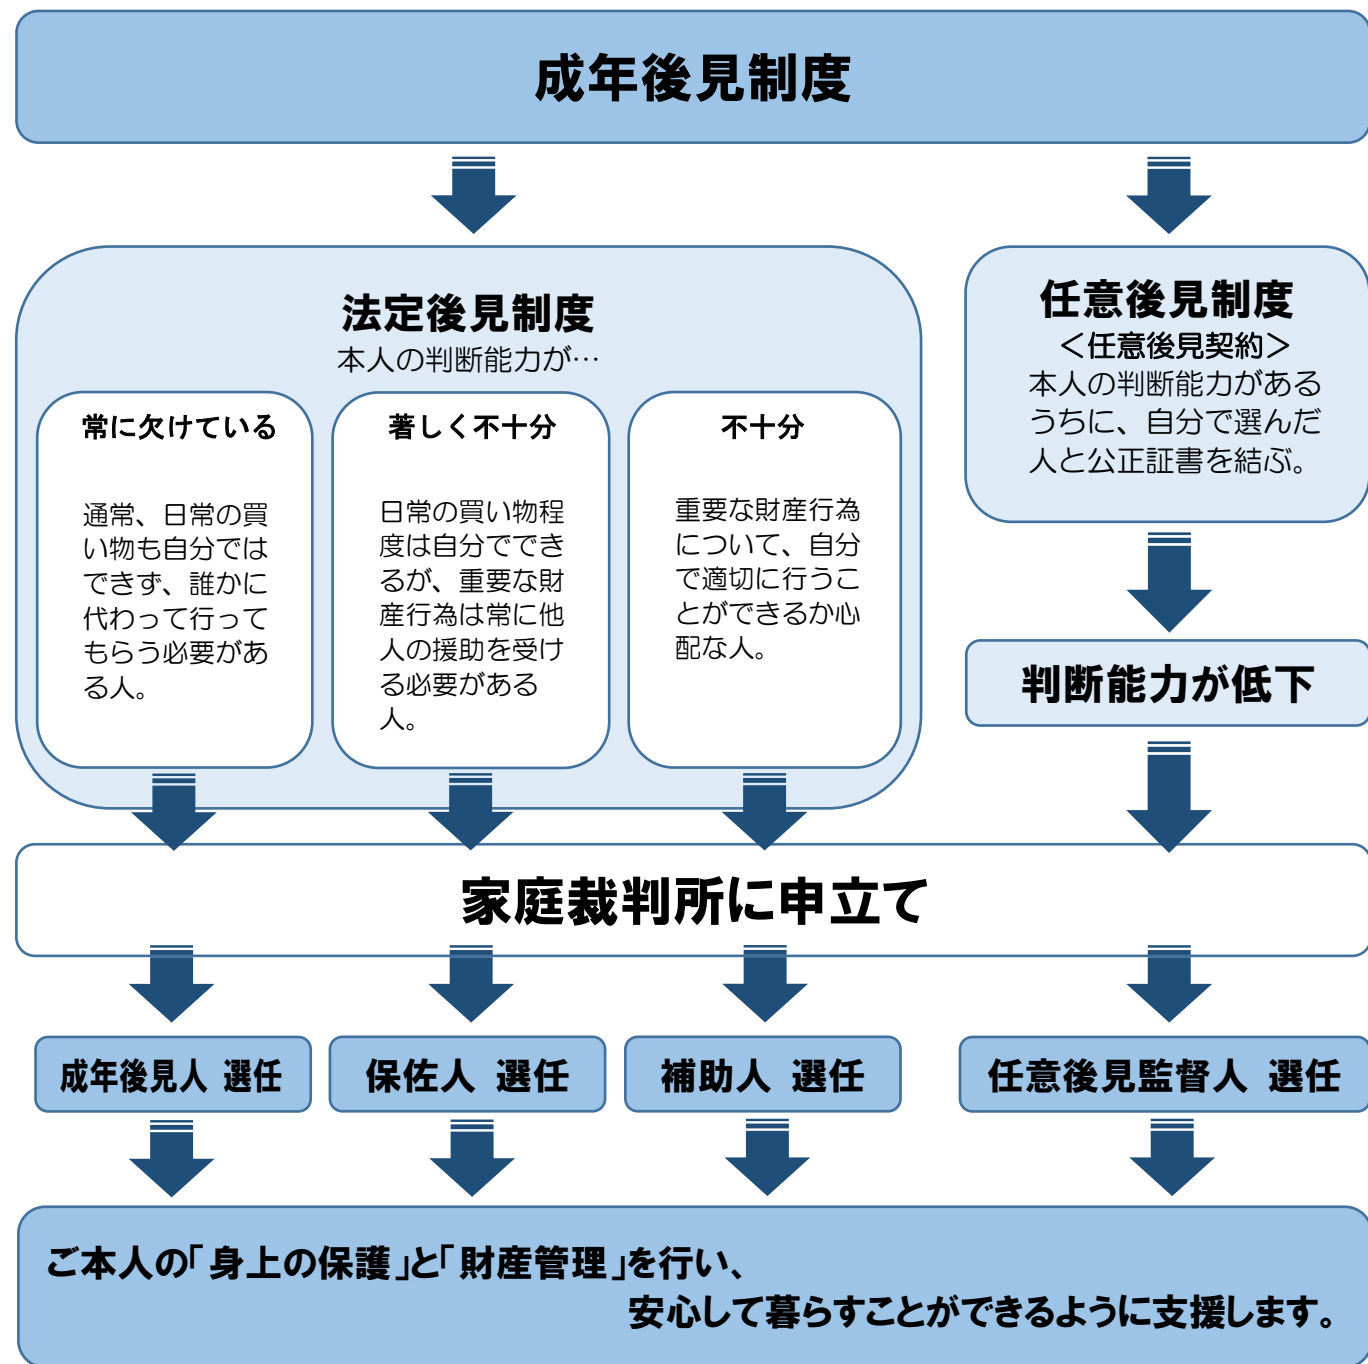 成年後見制度
法定後見制度
本人の判断能力が…
常に欠けている
通常、日常の買
い物も自分では
できず、誰かに
代わって行って
もらう必要があ
る人。
著しく不十分
日常の買い物程
度は自分ででき
るが、重要な財
産行為は常に他
人の援助を受け
る必要がある
人。
不十分
重要な財産行為
について、自分
で適切に行うこ
とができるか心
配な人。
任意後見制度
＜任意後見契約＞
本人の判断能力がある
うちに、自分で選んだ
人と公正証書を結ぶ。
判断能力が低下
家庭裁判所に申立て
成年後見人 選任
保佐人 選任
補助人 選任
任意後見監督人 選任
ご本人の「身上の保護」と「財産管理」を行い、
安心して暮らすことができるように支援します。